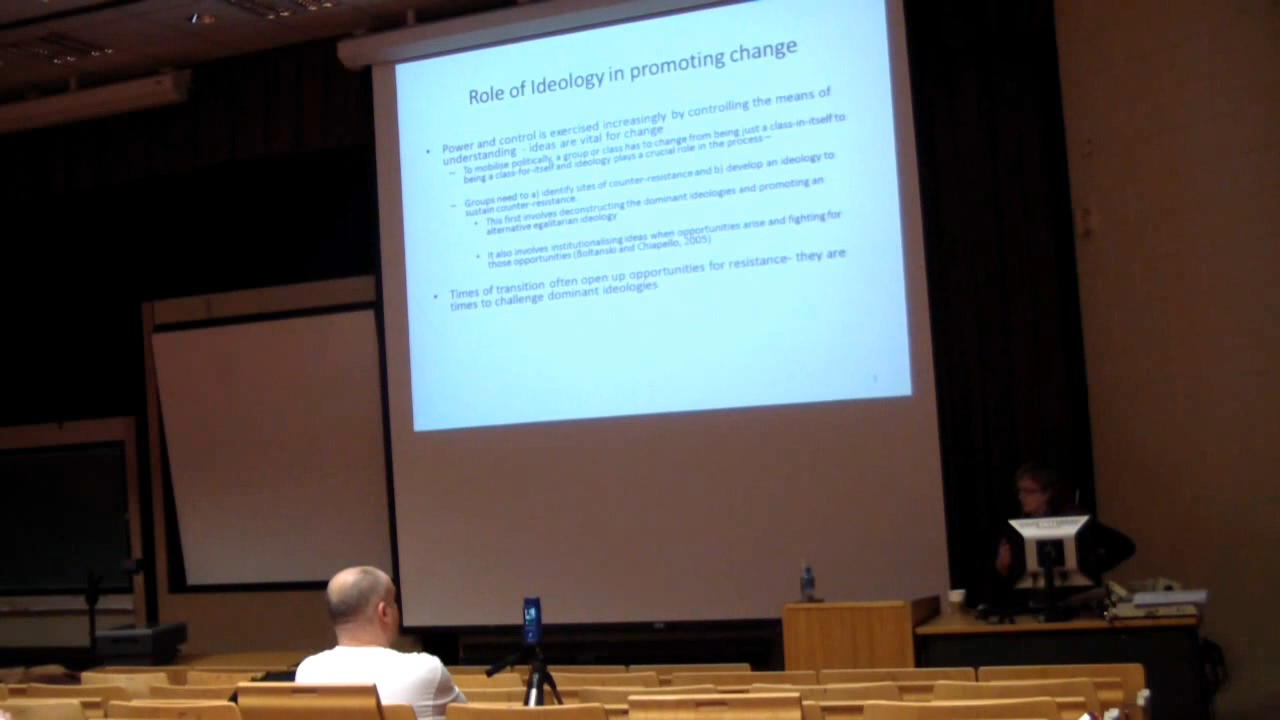 Role of Ideology in promoting change
• Power and control is exercised increasingly by controlling the means of
understanding - ideas are vital for change
– To mobilise politically, a group or class has to change from being just a class-in-itself to
being a class-for-itself and ideology plays a crucial role in the process –
– Groups need to a) identify sites of counter-resistance and b) develop an ideology to
sustain counter-resistance.
• This first involves deconstructing the dominant ideologies and promoting an
alternative egalitarian ideology
• It also involves institutionalising ideas when opportunities arise and fighting for
those opportunities (Boltanski and Chiapello, 2005)
• Times of transition often open up opportunities for resistance- they are
times to challenge dominant ideologies